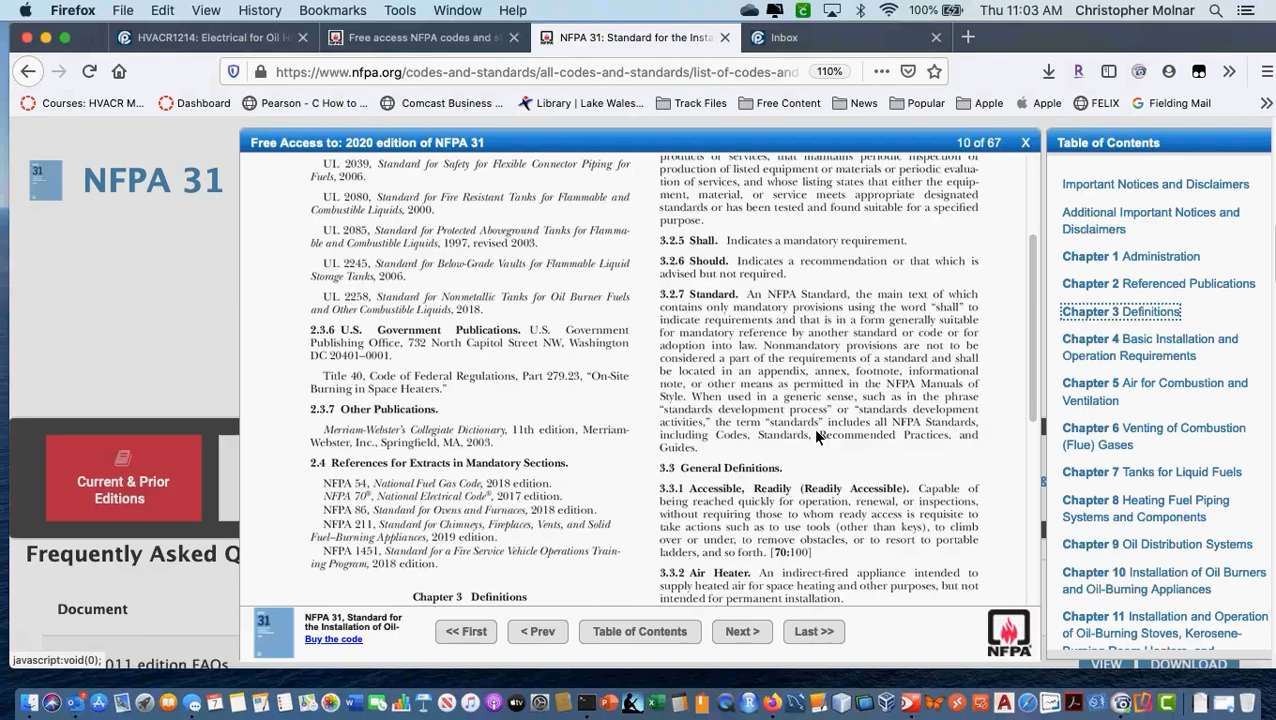 Firefox File Edit View History Bookmarks Tools Window Help 100% Thu 11:03 AM Christopher Molnar
HVACR1214: Electrical for Oil H
Free access NFPA codes and s
NFPA 31: Standard for the Insta
Inbox
https://www.nfpa.org/codes-and-standards/all-codes-and-standards/list-of-codes-and
110%
Courses: HVACR M...
Dashboard
Pearson - C How to ...
Comcast Business ...
Library | Lake Wales...
Track Files
Free Content
News
Popular
Apple
Apple
FELIX
Fielding Mad
31
NFPA 31
Current & Prior
Editions
Frequently Asked Q
Document
011 edition FAQs
javascript:void(0);
Free Access to: 2020 edition of NFPA 31
10 of 67
X
UL 2039, Standard for Safety for Flexible Connector Piping for
Fuels, 2006.
UL 2080, Standard for Fire Resistant Tanks for Flammable and
Combustible Liquids, 2000.
UL 2085, Standard for Protected Aboveground Tanks for Flamma-
ble and Combustible Liquids, 1997, revised 2003.
UL 2245, Standard for Below-Grade Vaults for Flammable Liquid
Storage Tanks, 2006.
UL 2258, Standard for Nonmetallic Tanks for Oil Burner Fuels
and Other Combustible Liquids, 2018.
2.3.6 U.S. Government Publications. U.S. Government
Publishing Office, 732 North Capitol Street NW, Washington
DC 20401–0001.
Title 40, Code of Federal Regulations, Part 279.23, “On-Site
Burning in Space Heaters.”
2.3.7 Other Publications.
Merriam-Webster’s Collegiate Dictionary, 11th edition, Merriam-
Webster, Inc., Springfield, MA, 2003.
2.4 References for Extracts in Mandatory Sections.
NFPA 54, National Fuel Gas Code, 2018 edition.
NFPA 70®, National Electrical Code®, 2017 edition.
NFPA 86, Standard for Ovens and Furnaces, 2018 edition.
NFPA 211, Standard for Chimneys, Fireplaces, Vents, and Solid
Fuel–Burning Appliances, 2019 edition.
NFPA 1451, Standard for a Fire Service Vehicle Operations Train-
ing Program, 2018 edition.
Chapter 3 Definitions
products or services, that maintains periodic inspection of
production of listed equipment or materials or periodic evalua-
tion of services, and whose listing states that either the equip-
ment, material, or service meets appropriate designated
standards or has been tested and found suitable for a specified
purpose.
3.2.5 Shall. Indicates a mandatory requirement.
3.2.6 Should. Indicates a recommendation or that which is
advised but not required.
3.2.7 Standard. An NFPA Standard, the main text of which
contains only mandatory provisions using the word “shall” to
indicate requirements and that is in a form generally suitable
for mandatory reference by another standard or code or for
adoption into law. Nonmandatory provisions are not to be
considered a part of the requirements of a standard and shall
be located in an appendix, annex, footnote, informational
note, or other means as permitted in the NFPA Manuals of
Style. When used in a generic sense, such as in the phrase
“standards development process” or “standards development
activities,” the term “standards” includes all NFPA Standards,
including Codes, Standards, Recommended Practices, and
Guides.
3.3 General Definitions.
3.3.1 Accessible, Readily (Readily Accessible). Capable of
being reached quickly for operation, renewal, or inspections,
without requiring those to whom ready access is requisite to
take actions such as to use tools (other than keys), to climb
over or under, to remove obstacles, or to resort to portable
ladders, and so forth. [70:100]
3.3.2 Air Heater. An indirect-fired appliance intended to
supply heated air for space heating and other purposes, but not
intended for permanent installation.
31
NFPA 31, Standard for
the Installation of Oil-
Buy the code
<< First
< Prev
Table of Contents
Next >
Last >>
NFPA
Table of Contents
Important Notices and Disclaimers
Additional Important Notices and
Disclaimers
Chapter 1 Administration
Chapter 2 Referenced Publications
Chapter 3 Definitions
Chapter 4 Basic Installation and
Operation Requirements
Chapter 5 Air for Combustion and
Ventilation
Chapter 6 Venting of Combustion
(Flue) Gases
Chapter 7 Tanks for Liquid Fuels
Chapter 8 Heating Fuel Piping
Systems and Components
Chapter 9 Oil Distribution Systems
Chapter 10 Installation of Oil Burners
and Oil-Burning Appliances
Chapter 11 Installation and Operation
of Oil-Burning Stoves, Kerosene-
VIEW
DOWNLOAD